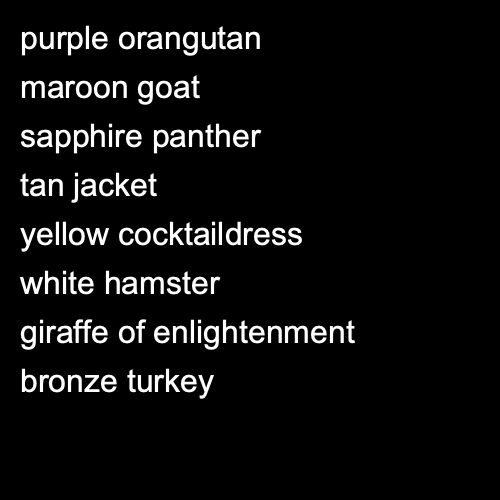 purple orangutan
maroon goat
sapphire panther
tan jacket
yellow cocktaildress
white hamster
giraffe of enlightenment
bronze turkey